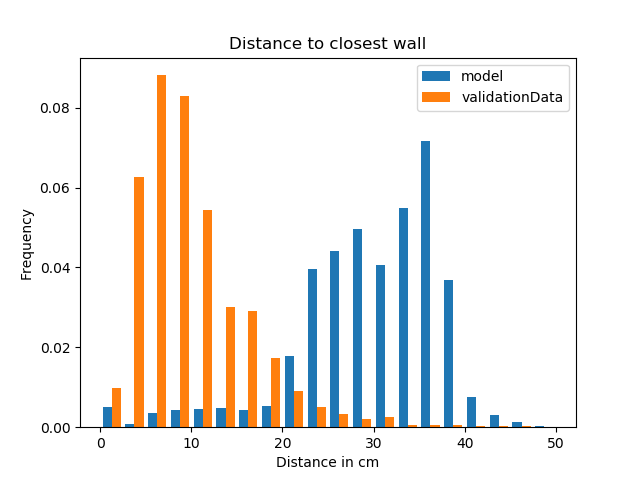 Distance to closest wall
model
validationData
Frequency
0.08
0.06
0.04
0.02
0.00
0 10 20 30 40 50
Distance in cm